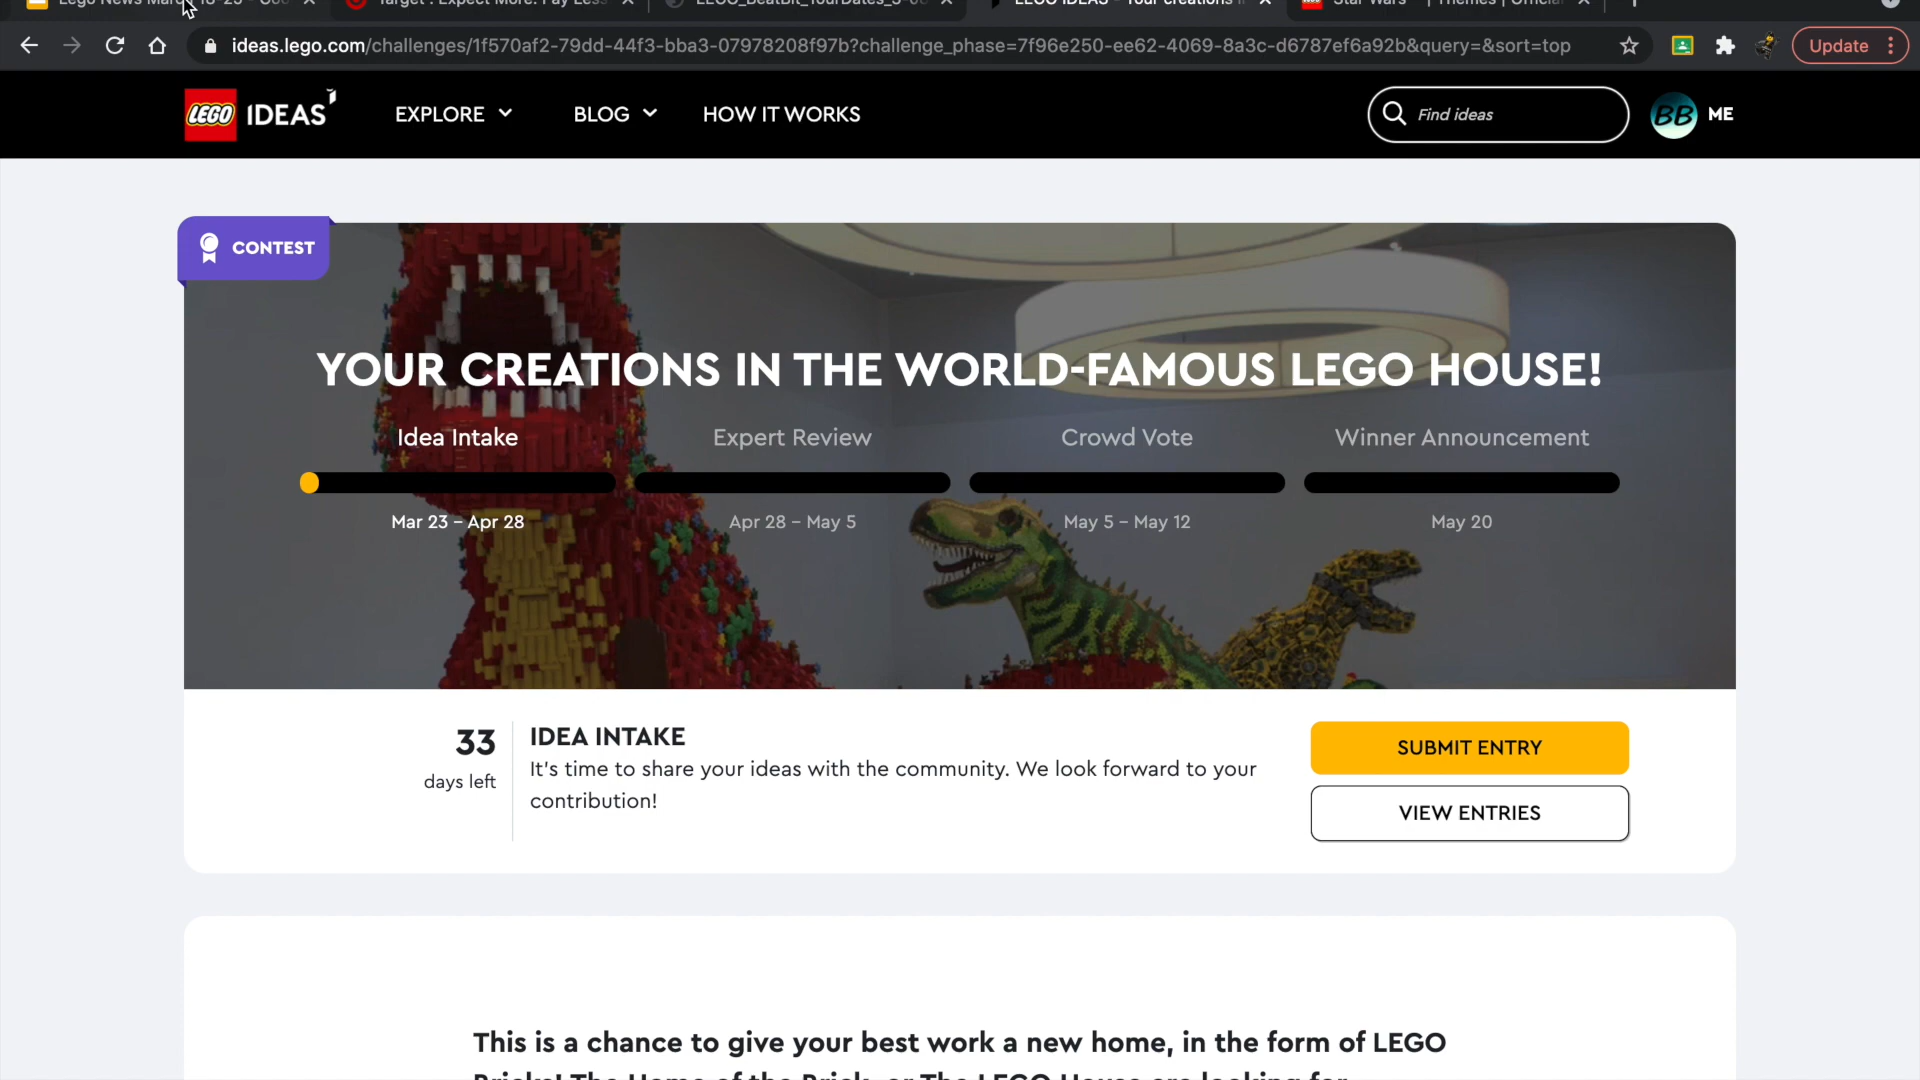 ideas.lego.com/challenges/1f570af2-79dd-44f3-bba3-07978208f97b?challenge_phase=7f96e250-ee62-4069-8a3c-d6787ef6a92b&query=&sort=top
Update
LEGO IDEAS
EXPLORE
BLOG
HOW IT WORKS
Find ideas
BB
ME
CONTEST
YOUR CREATIONS IN THE WORLD-FAMOUS LEGO HOUSE!
Idea Intake
Expert Review
Crowd Vote
Winner Announcement
Mar 23 – Apr 28
Apr 28 – May 5
May 5 – May 12
May 20
33
days left
IDEA INTAKE
It's time to share your ideas with the community. We look forward to your
contribution!
SUBMIT ENTRY
VIEW ENTRIES
This is a chance to give your best work a new home, in the form of LEGO